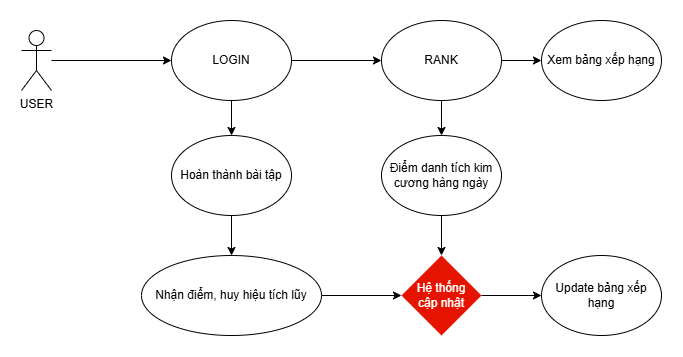 LOGIN
RANK
Xem bảng xếp hạng
USER
Hoàn thành bài tập
Điểm danh tích kim
cương hàng ngày
Nhận điểm, huy hiệu tích lũy
Hệ thống
cập nhật
Update bảng xếp
hạng